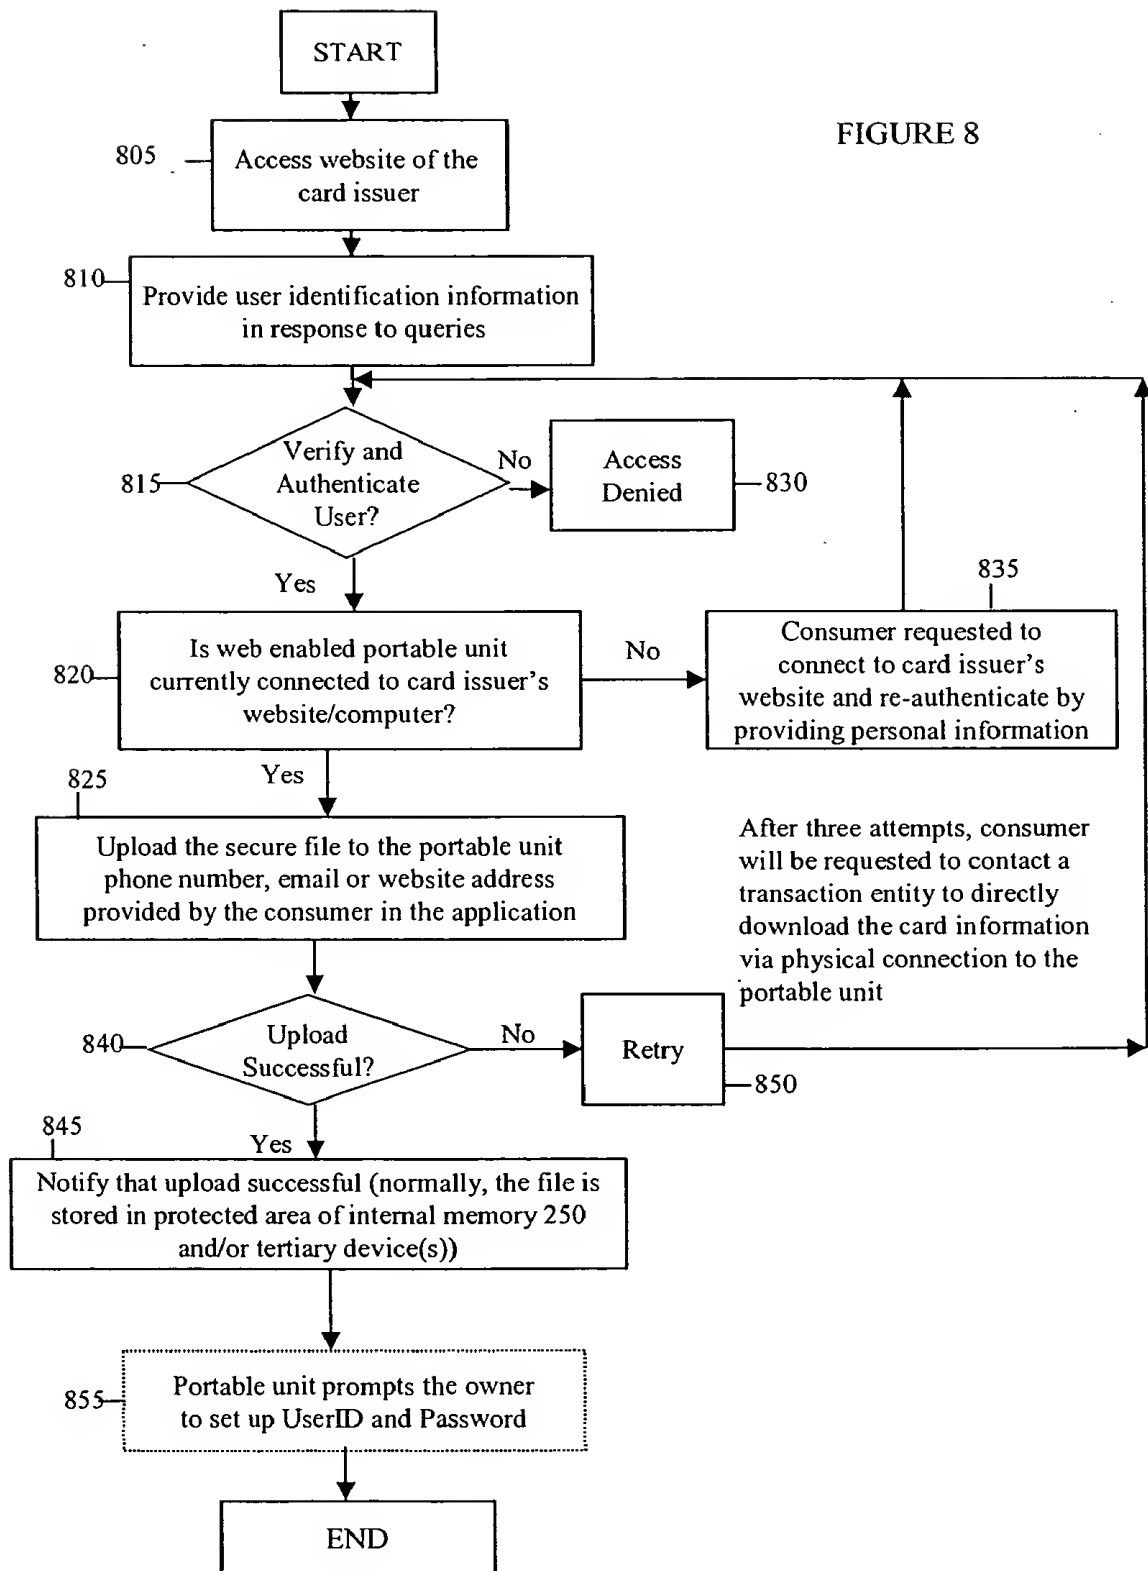 START
FIGURE 8
805
Access website of the
card issuer
810
Provide user identification information
in response to queries
815
Verify and
Authenticate
User?
No
Access
Denied
830
Yes
835
820
Is web enabled portable unit
currently connected to card issuer's
website/computer?
No
Consumer requested to
connect to card issuer's
website and re-authenticate by
providing personal information
Yes
825
Upload the secure file to the portable unit
phone number, email or website address
provided by the consumer in the application
After three attempts, consumer
will be requested to contact a
transaction entity to directly
download the card information
via physical connection to the
portable unit
840
Upload
Successful?
No
Retry
850
Yes
845
Notify that upload successful (normally, the file is
stored in protected area of internal memory 250
and/or tertiary device(s))
855
Portable unit prompts the owner
to set up UserID and Password
END